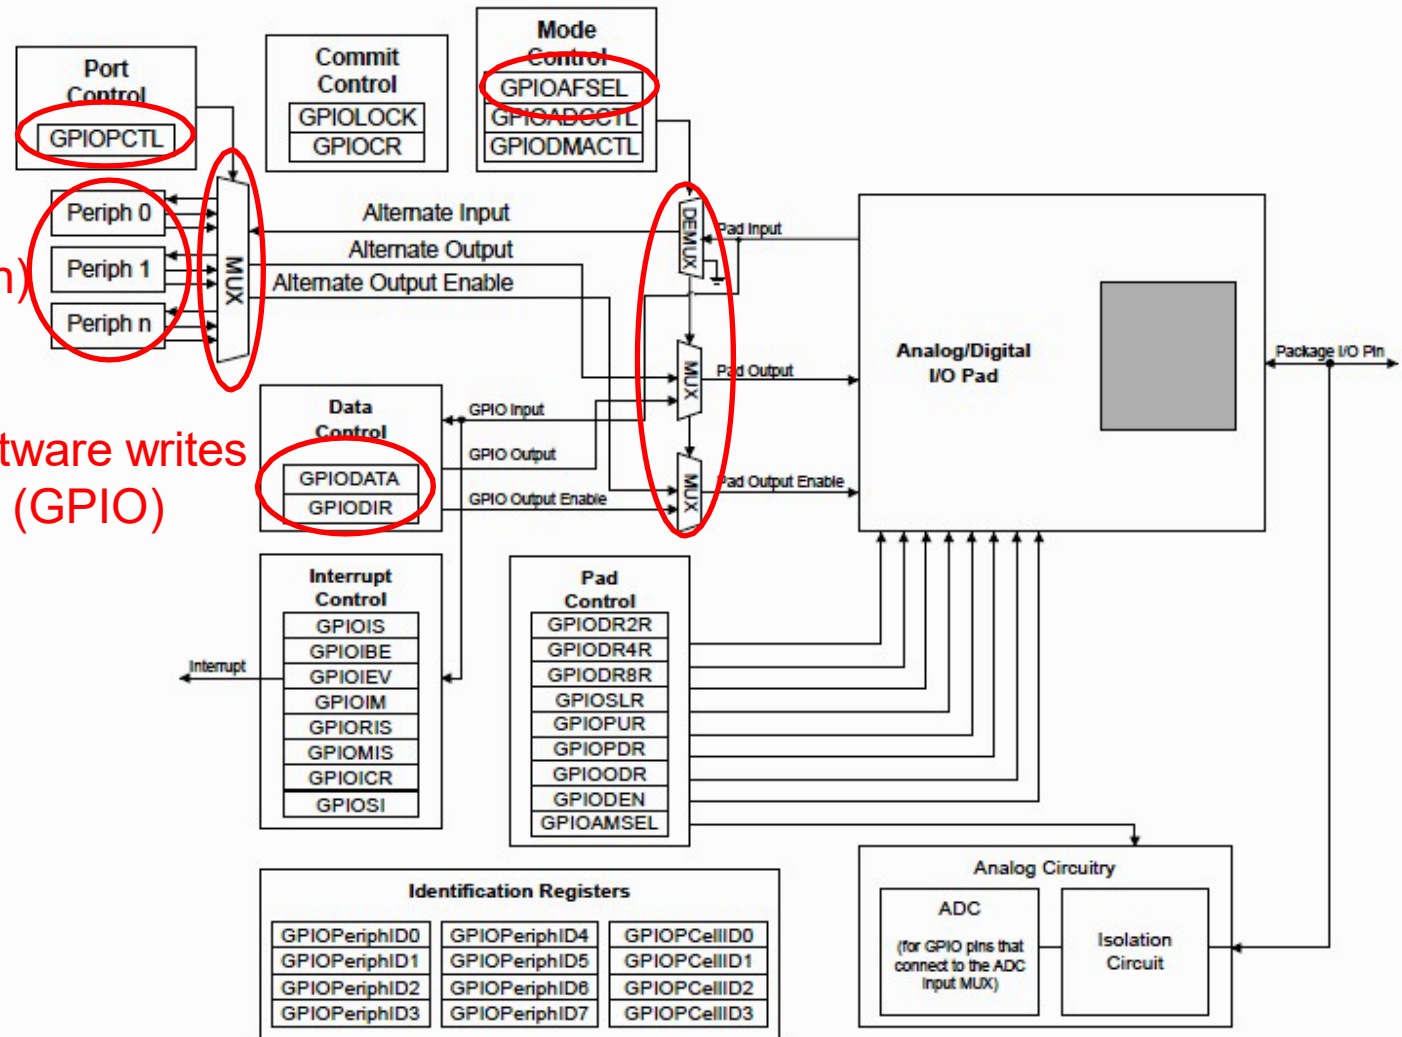 Port
Control
GPIOPCTL
Commit
Control
GPIOLOCK
GPIOCR
Mode
Control
GPIOAFSEL
GPIOADCCTL
GPIODMACTL
Periph 0
Periph 1
Periph n
n)
MUX
Alternate Input
Alternate Output
Alternate Output Enable
DEMUX
Pad Input
MUX
Pad Output
MUX
Pad Output Enable
Analog/Digital
I/O Pad
Package I/O Pin
tware writes
(GPIO)
Data
Control
GPIODATA
GPIODIR
GPIO Input
GPIO Output
GPIO Output Enable
Interrupt
Control
GPIOIS
GPIOIBE
GPIOIEV
GPIOIM
GPIORIS
GPIOMIS
GPIOICR
GPIOSI
Interrupt
Pad
Control
GPIODR2R
GPIODR4R
GPIODR8R
GPIOSLR
GPIOPUR
GPIOPDR
GPIOODR
GPIODEN
GPIOAMSEL
Analog Circuitry
ADC
(for GPIO pins that
connect to the ADC
input MUX)
Isolation
Circuit
Identification Registers
GPIOPeriphID0
GPIOPeriphID1
GPIOPeriphID2
GPIOPeriphID3
GPIOPeriphID4
GPIOPeriphID5
GPIOPeriphID6
GPIOPeriphID7
GPIOPCellID0
GPIOPCellID1
GPIOPCellID2
GPIOPCellID3